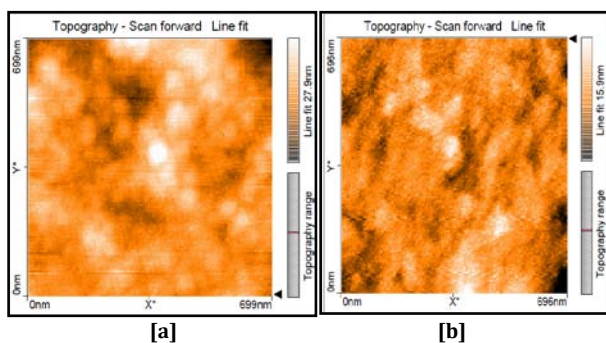 Topography - Scan forward Line fit
699nm
Y*
0nm
0nm
X*
699nm
Line fit 27.9nm
Topography range
[a]
Topography - Scan forward Line fit
696nm
Y*
0nm
0nm
X*
696nm
Line fit 15.9nm
Topography range
[b]